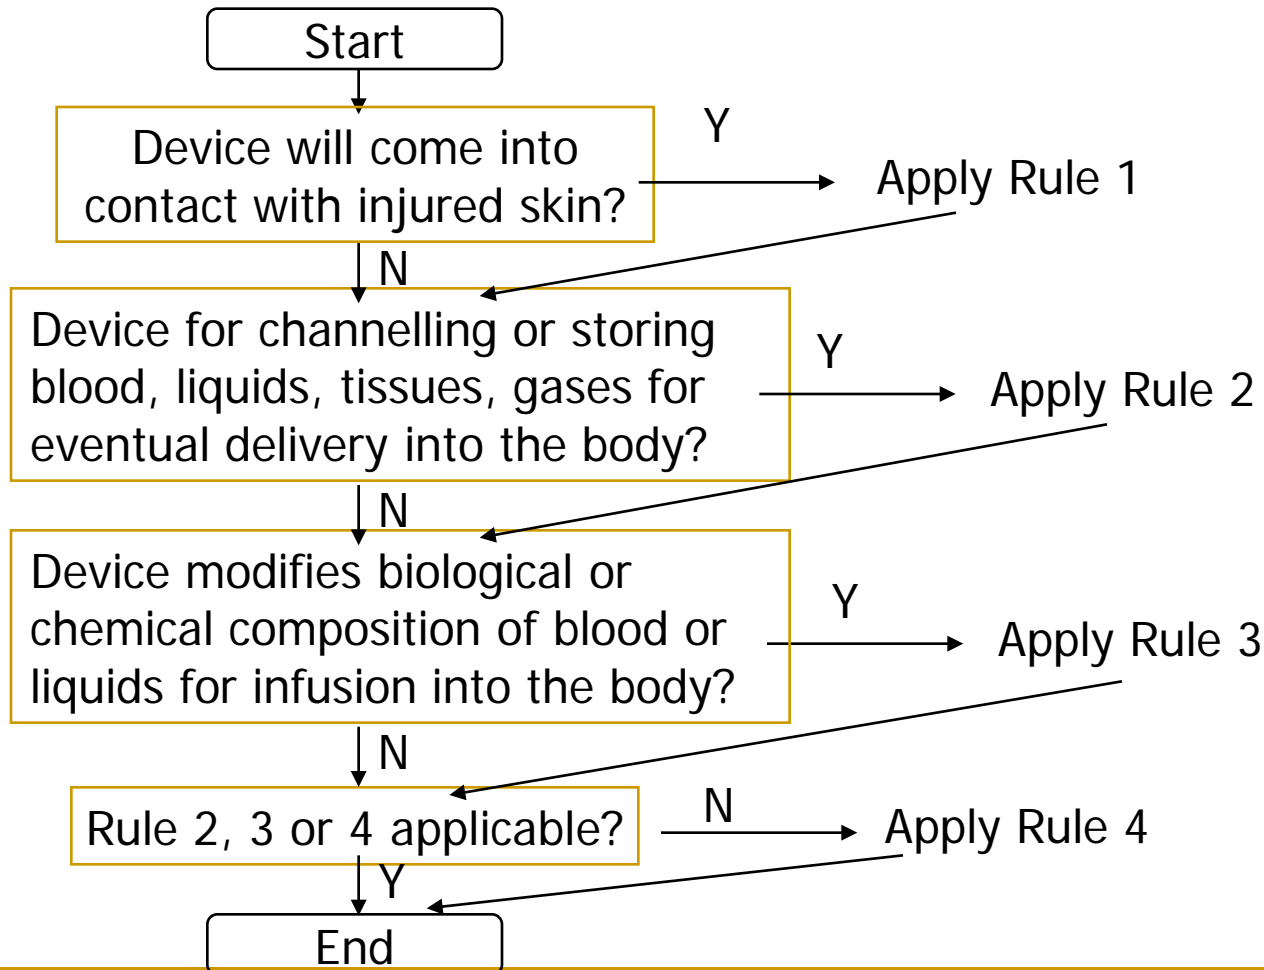 Start
Device will come into
contact with injured skin?
Y
Apply Rule 1
N
Device for channelling or storing
blood, liquids, tissues, gases for
eventual delivery into the body?
Y
Apply Rule 2
N
Device modifies biological or
chemical composition of blood or
liquids for infusion into the body?
Y
Apply Rule 3
N
Rule 2, 3 or 4 applicable?
N
Apply Rule 4
Y
End